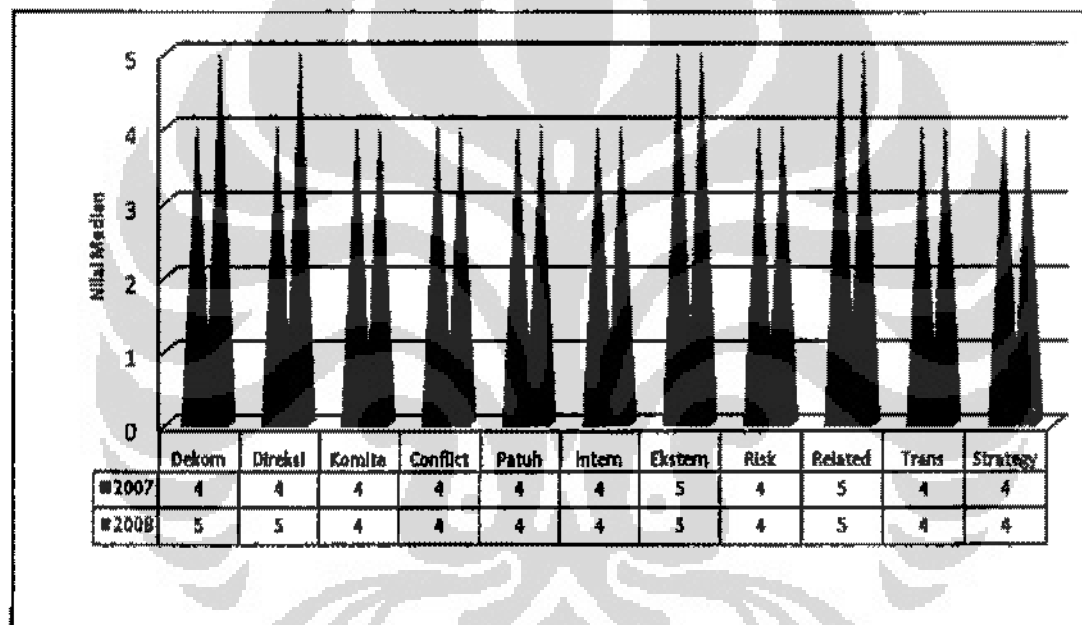 5
4
3
2
1
0
Nilai Median
Dekom Direksi Komite Conflict Patuh Intern Ekstern Risk Related Trans Strategy
2007 4 4 4 4 4 4 5 4 5 4 4
2008 5 5 4 4 4 4 5 4 5 4 4